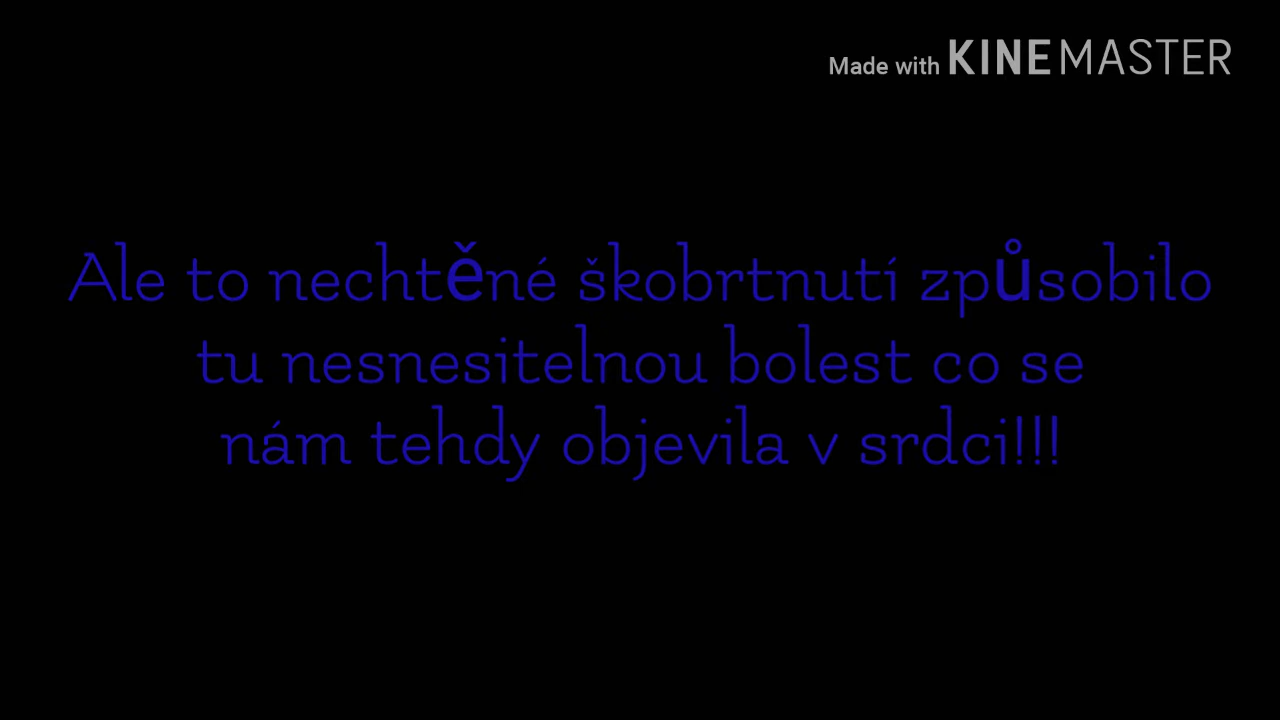 Made with KINEMASTER
Ale to nechtěné škobrtnutí způsobilo
tu nesnesitelnou bolest co se
nám tehdy objevila v srdci!!!